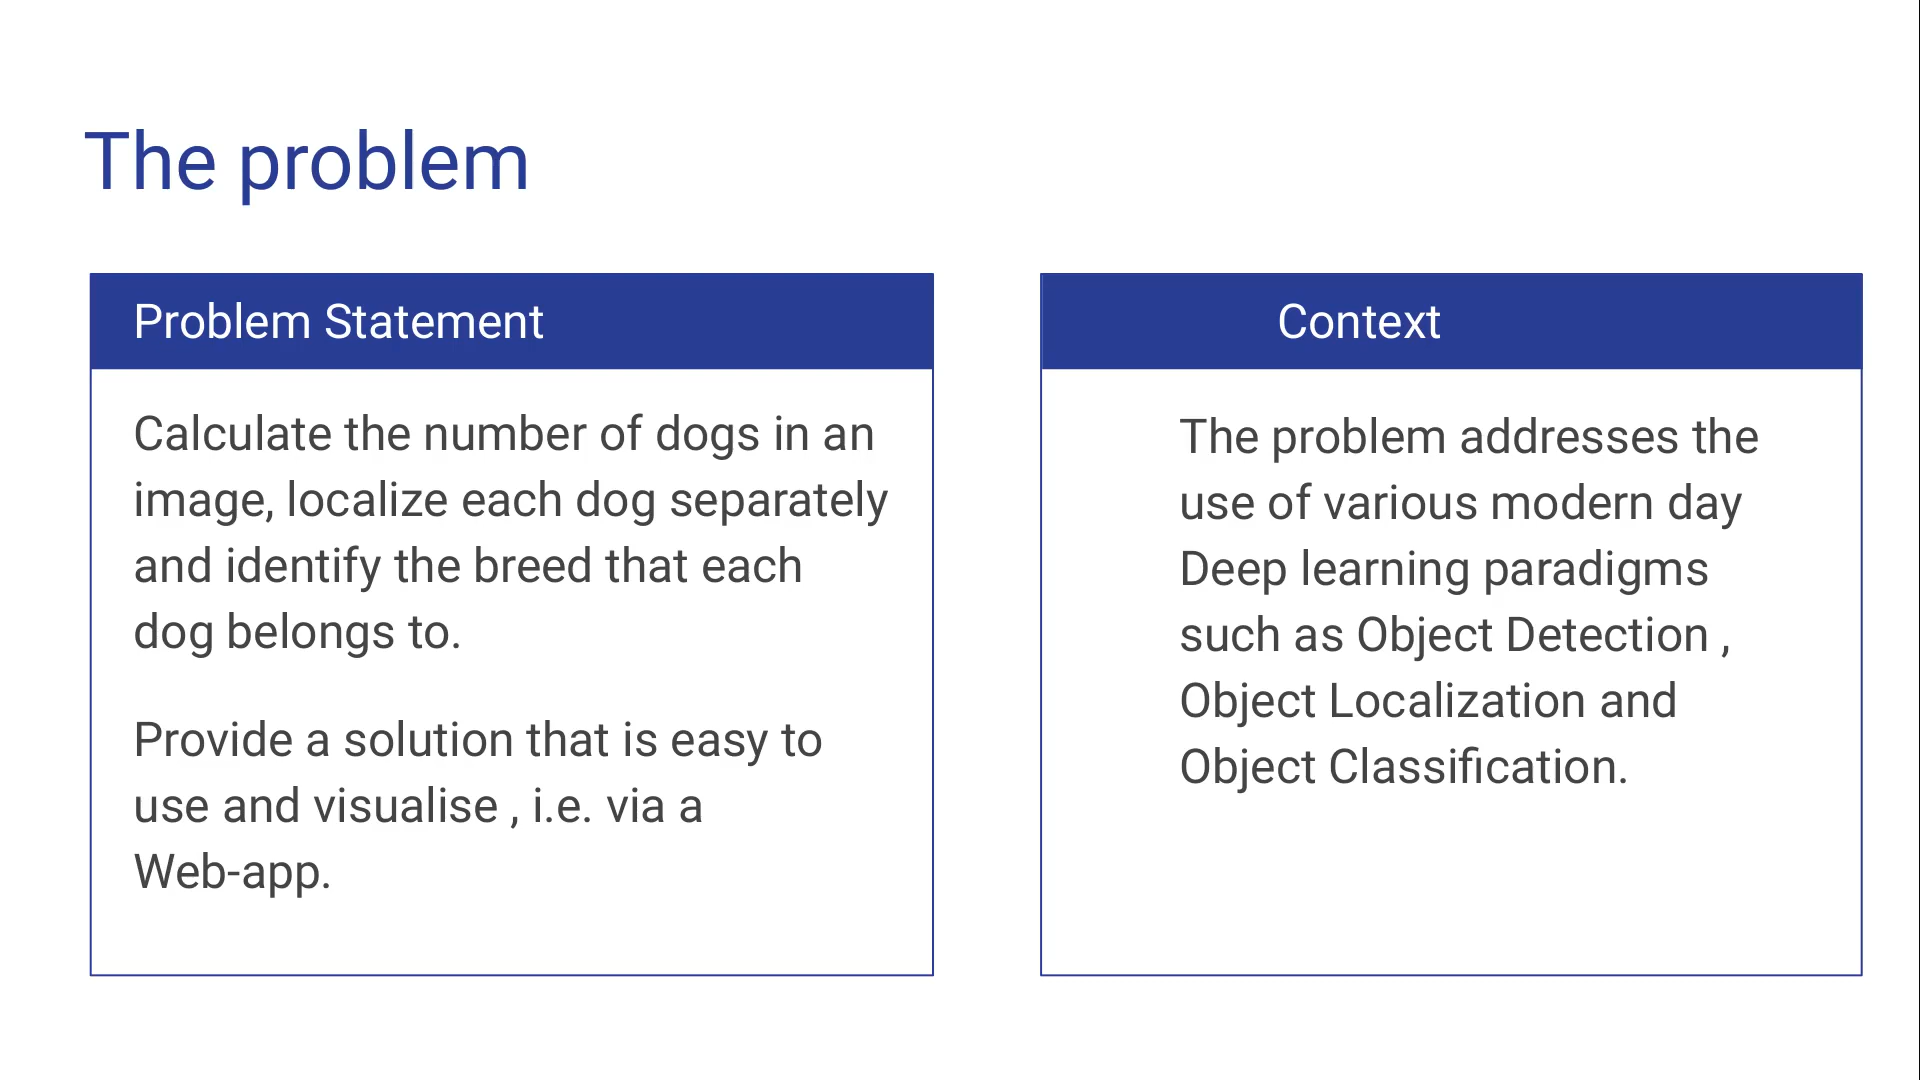 The problem
Problem Statement
Calculate the number of dogs in an
image, localize each dog separately
and identify the breed that each
dog belongs to.
Provide a solution that is easy to
use and visualise , i.e. via a
Web-app.
Context
The problem addresses the
use of various modern day
Deep learning paradigms
such as Object Detection ,
Object Localization and
Object Classification.